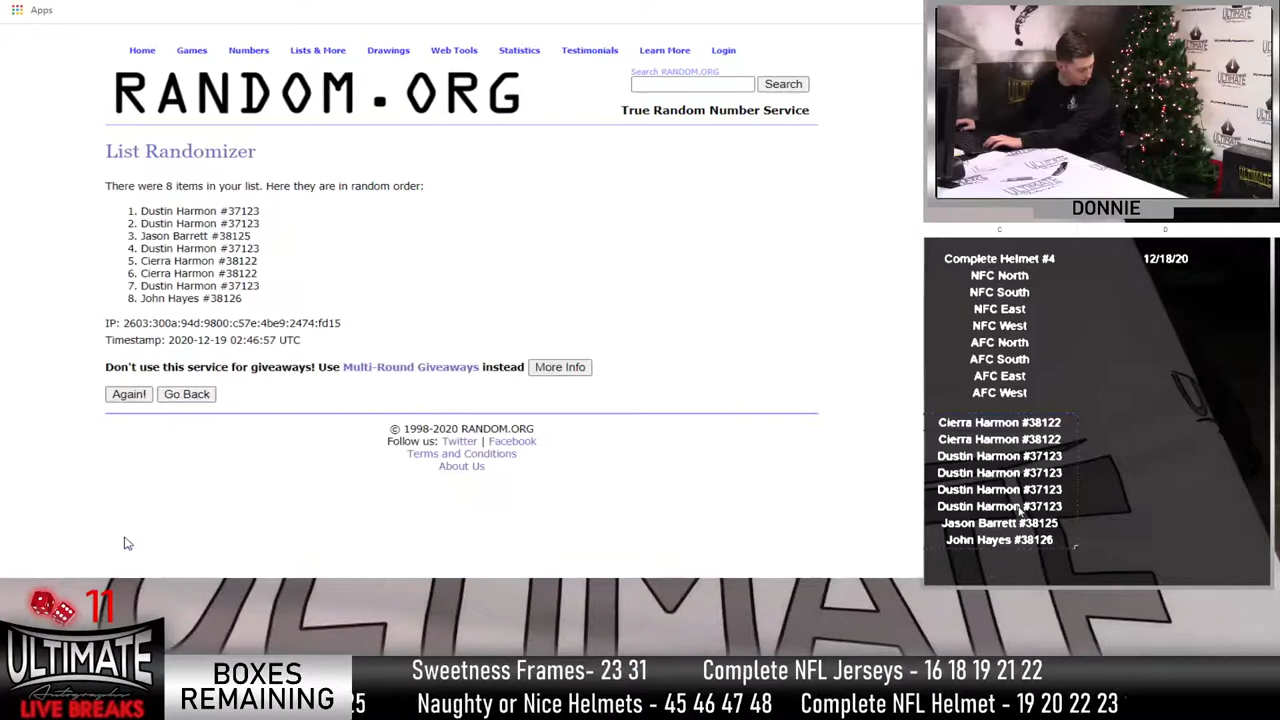 Apps
Home Games Numbers Lists & More Drawings Web Tools Statistics Testimonials Learn More Login
RANDOM.ORG
Search RANDOM.ORG
Search
True Random Number Service
List Randomizer
There were 8 items in your list. Here they are in random order:
1. Dustin Harmon #37123
2. Dustin Harmon #37123
3. Jason Barrett #38125
4. Dustin Harmon #37123
5. Cierra Harmon #38122
6. Cierra Harmon #38122
7. Dustin Harmon #37123
8. John Hayes #38126
IP: 2603:300a:94d:9800:c57e:4be9:2474:fd15
Timestamp: 2020-12-19 02:46:57 UTC
Don't use this service for giveaways! Use Multi-Round Giveaways instead More Info
Again! Go Back
© 1998-2020 RANDOM.ORG
Follow us: Twitter | Facebook
Terms and Conditions
About Us
ULTIMATE
ULTIMATE
DONNIE
C D
Complete Helmet #4 12/18/20
NFC North
NFC South
NFC East
NFC West
AFC North
AFC South
AFC East
AFC West
Cierra Harmon #38122
Cierra Harmon #38122
Dustin Harmon #37123
Dustin Harmon #37123
Dustin Harmon #37123
Dustin Harmon #37123
Jason Barrett #38125
John Hayes #38126
11
ULTIMATE
Autographs
LIVE BREAKS
BOXES
REMAINING
Sweetness Frames- 23 31 Complete NFL Jerseys - 16 18 19 21 22
25 Naughty or Nice Helmets - 45 46 47 48 Complete NFL Helmet - 19 20 22 23